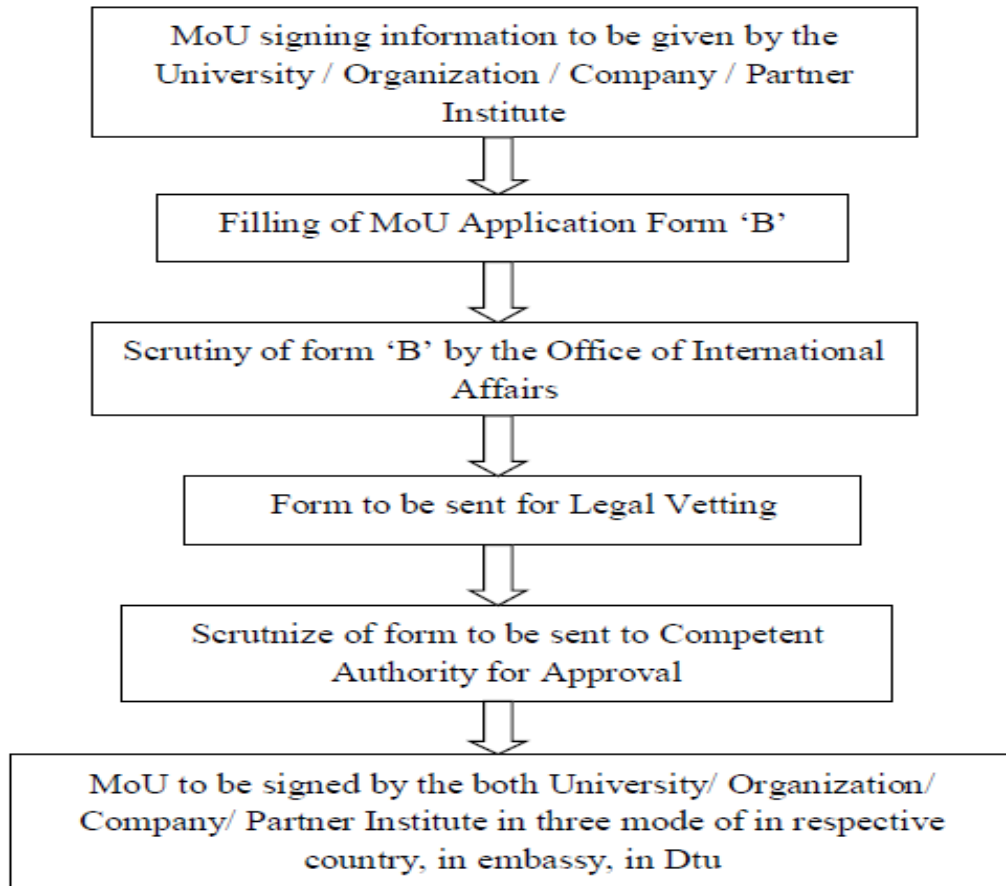 MoU signing information to be given by the
University / Organization / Company / Partner
Institute
Filling of MoU Application Form ‘B’
Scrutiny of form ‘B’ by the Office of International
Affairs
Form to be sent for Legal Vetting
Scrutnize of form to be sent to Competent
Authority for Approval
MoU to be signed by the both University/ Organization/
Company/ Partner Institute in three mode of in respective
country, in embassy, in Dtu